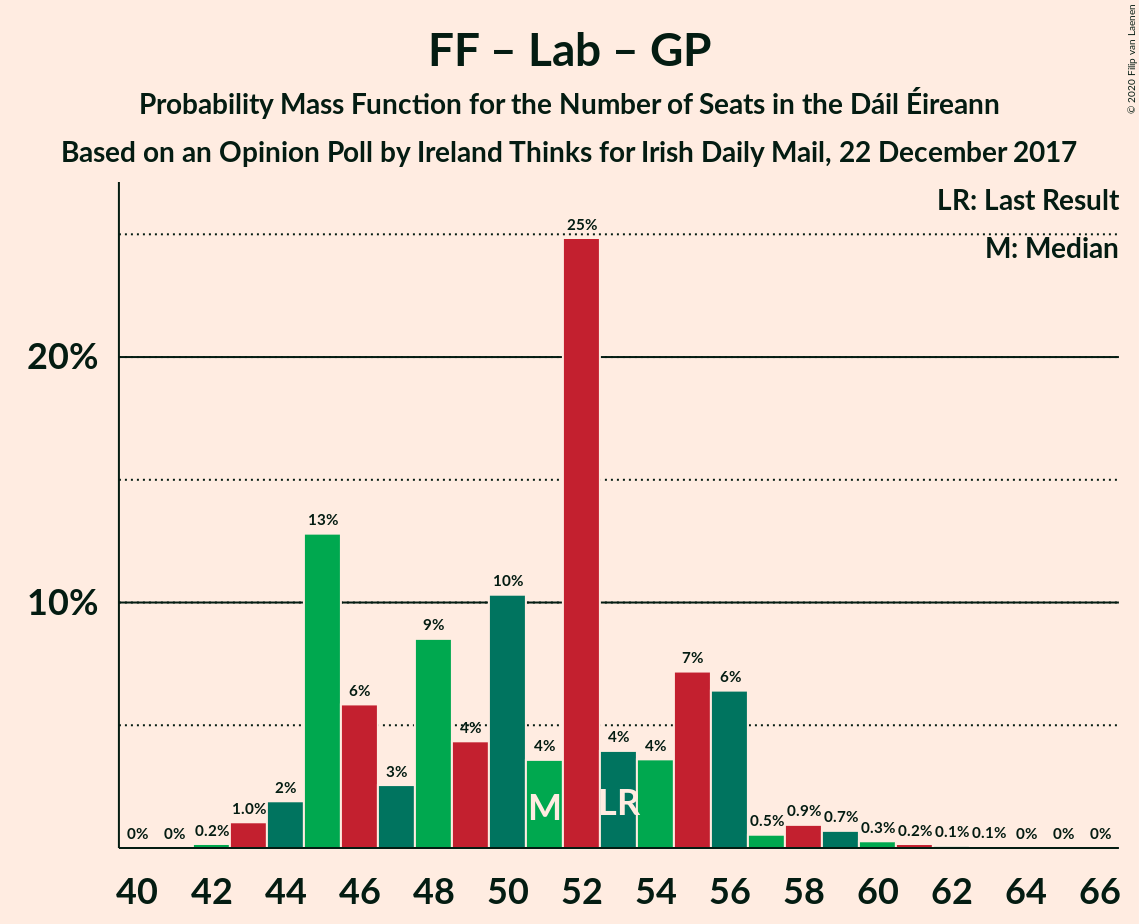 FF – Lab – GP
Probability Mass Function for the Number of Seats in the Dáil Éireann
Based on an Opinion Poll by Ireland Thinks for Irish Daily Mail, 22 December 2017
© 2020 Filip van Laenen
LR: Last Result
M: Median
20%
10%
0% 0% 0.2% 1.0% 2% 13% 6% 3% 9% 4% 10% 4% 25% 4% 4% 7% 6% 0.5% 0.9% 0.7% 0.3% 0.2% 0.1% 0.1% 0% 0% 0%
M LR
40 42 44 46 48 50 52 54 56 58 60 62 64 66